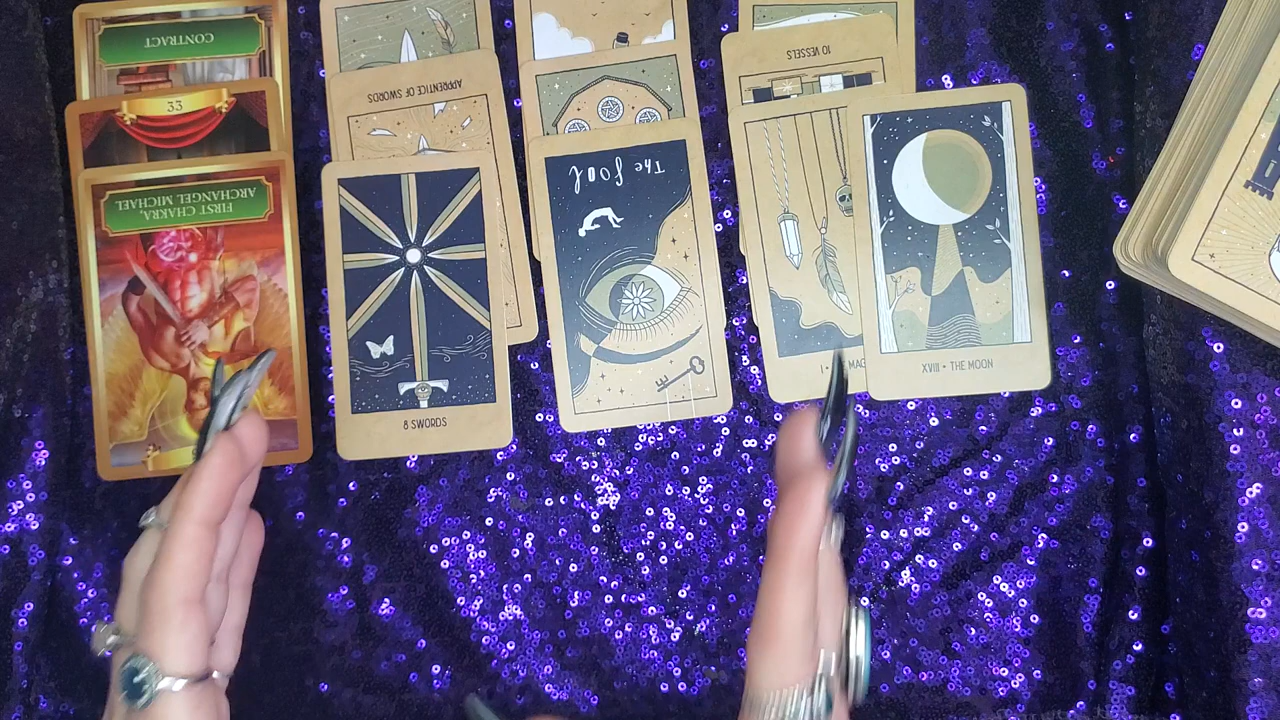 CONTRACT
33
FIRST CHAKRA,
ARCHANGEL MICHAEL
APPRENTICE OF SWORDS
8 SWORDS
The fool
10 VESSELS
XVIII • THE MOON